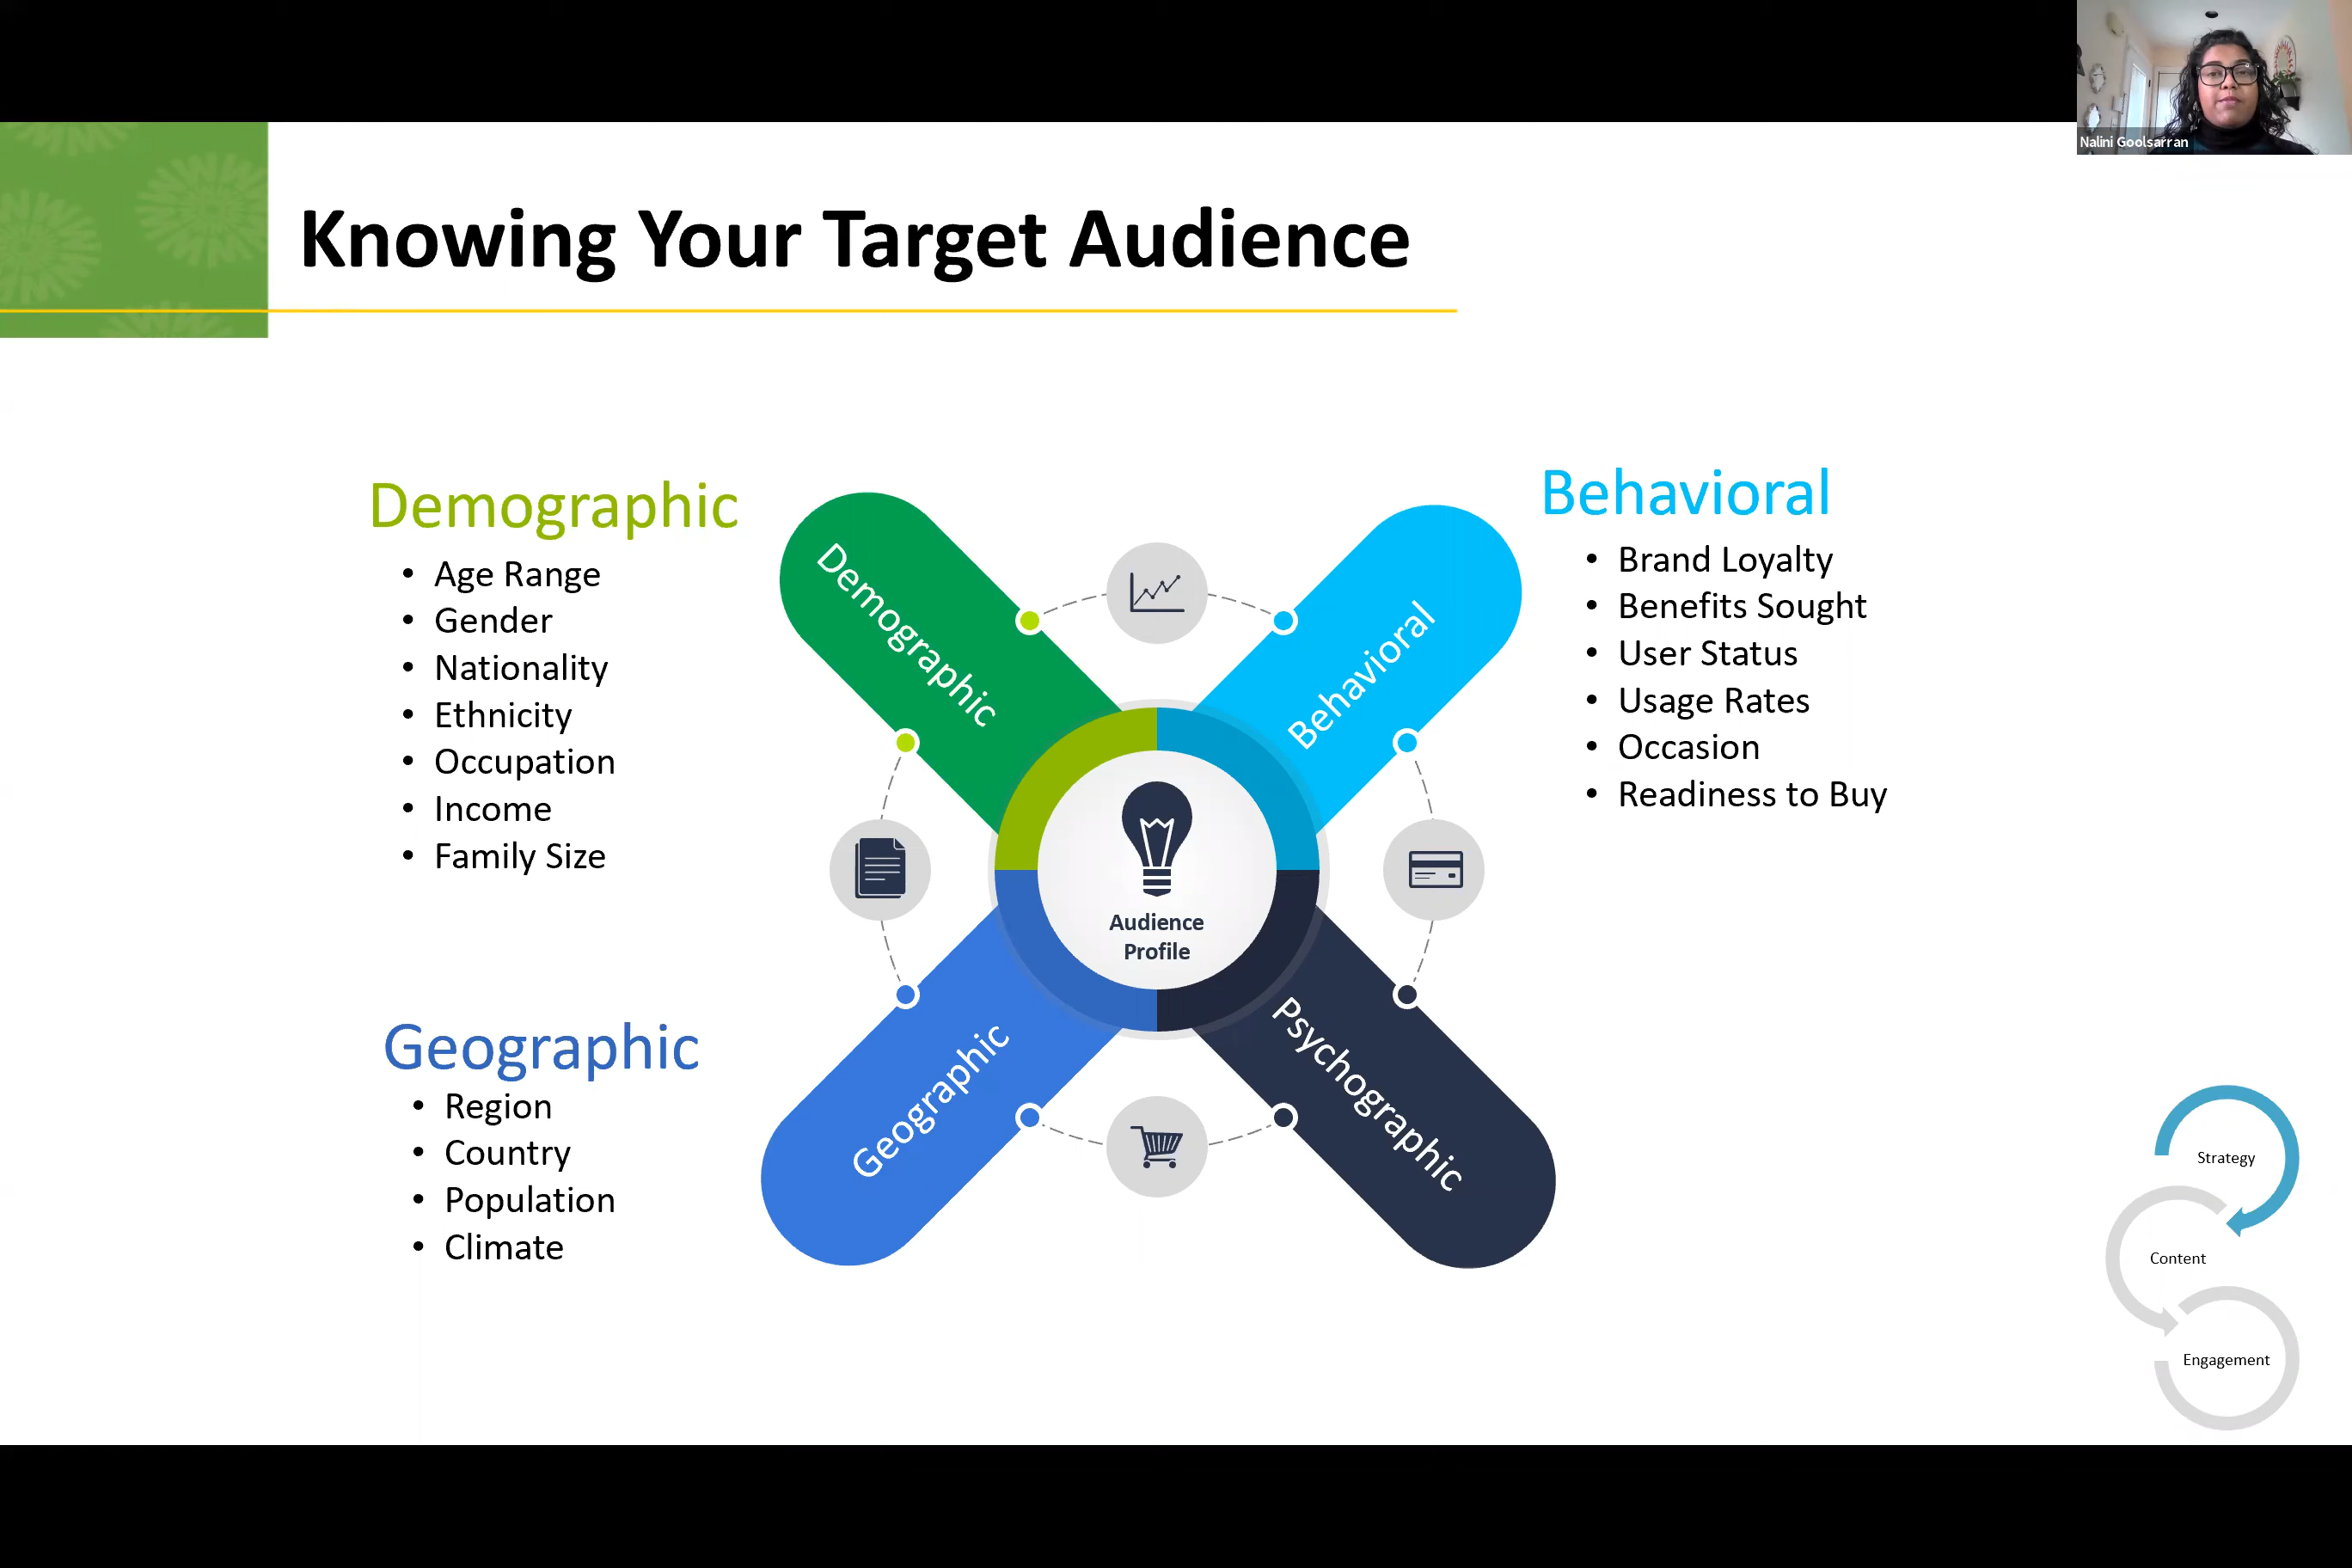 Nalini Goolsarran
Knowing Your Target Audience
Demographic
• Age Range
• Gender
• Nationality
• Ethnicity
• Occupation
• Income
• Family Size
Geographic
• Region
• Country
• Population
• Climate
Demographic
Behavioral
Audience
Profile
Geographic
Psychographic
Behavioral
• Brand Loyalty
• Benefits Sought
• User Status
• Usage Rates
• Occasion
• Readiness to Buy
Strategy
Content
Engagement